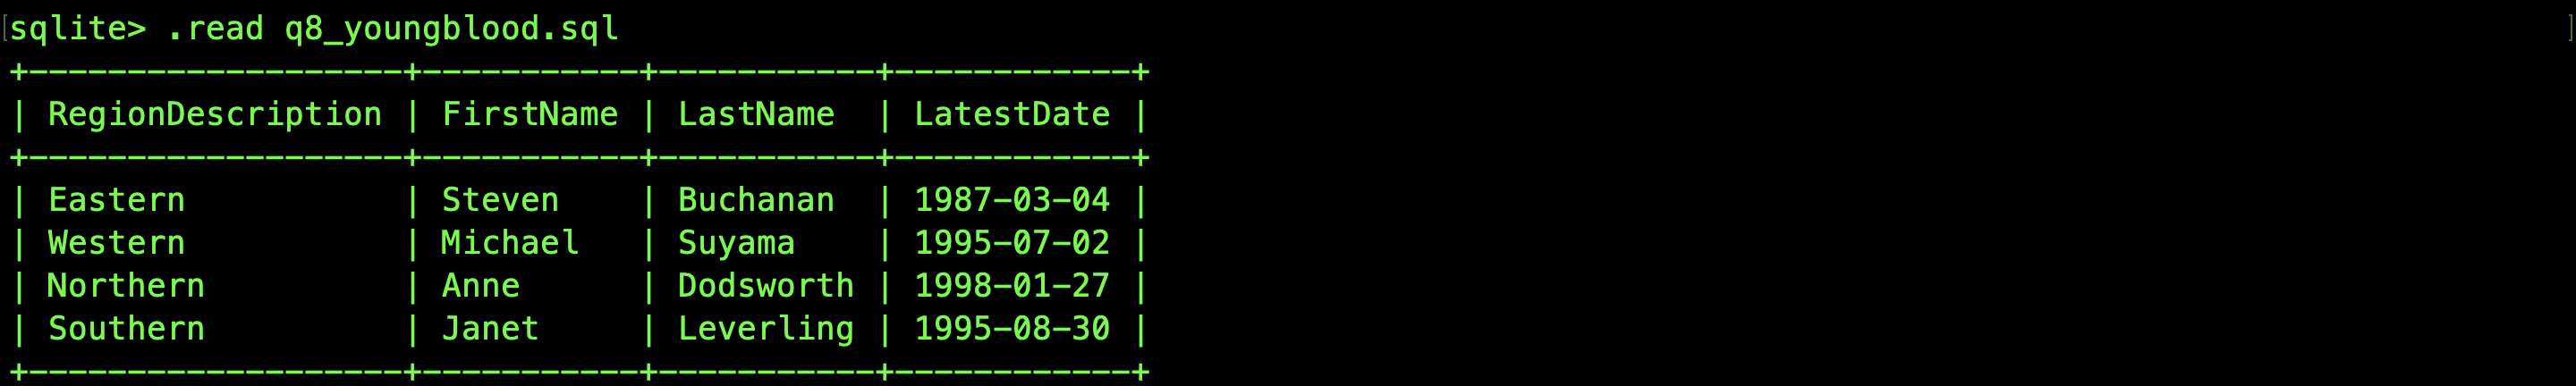 [sqlite> .read q8_youngblood.sql ]
+-------------------+-----------+-----------+------------+
| RegionDescription | FirstName | LastName  | LatestDate |
+-------------------+-----------+-----------+------------+
| Eastern           | Steven    | Buchanan  | 1987-03-04 |
| Western           | Michael   | Suyama    | 1995-07-02 |
| Northern          | Anne      | Dodsworth | 1998-01-27 |
| Southern          | Janet     | Leverling | 1995-08-30 |
+-------------------+-----------+-----------+------------+